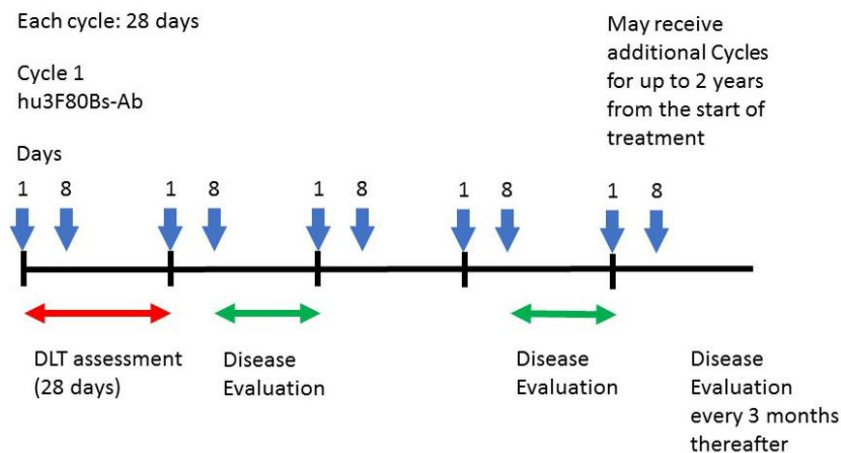 Each cycle: 28 days
Cycle 1
hu3F80Bs-Ab
Days
May receive
additional Cycles
for up to 2 years
from the start of
treatment
1 8 1 8 1 8 1 8 1 8
DLT assessment
(28 days)
Disease
Evaluation
Disease
Evaluation
Disease
Evaluation
every 3 months
thereafter